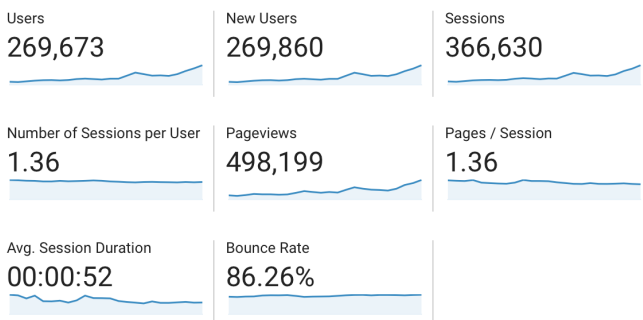 Users
269,673
New Users
269,860
Sessions
366,630
Number of Sessions per User
1.36
Pageviews
498,199
Pages / Session
1.36
Avg. Session Duration
00:00:52
Bounce Rate
86.26%